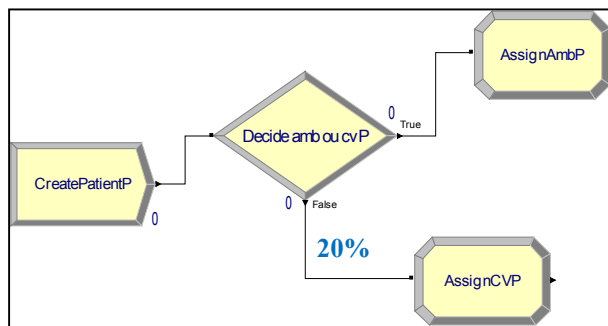 AssignAmbP
0
Decide amb ou cvP
True
CreatePatientP
0
0
False
20%
AssignCVP